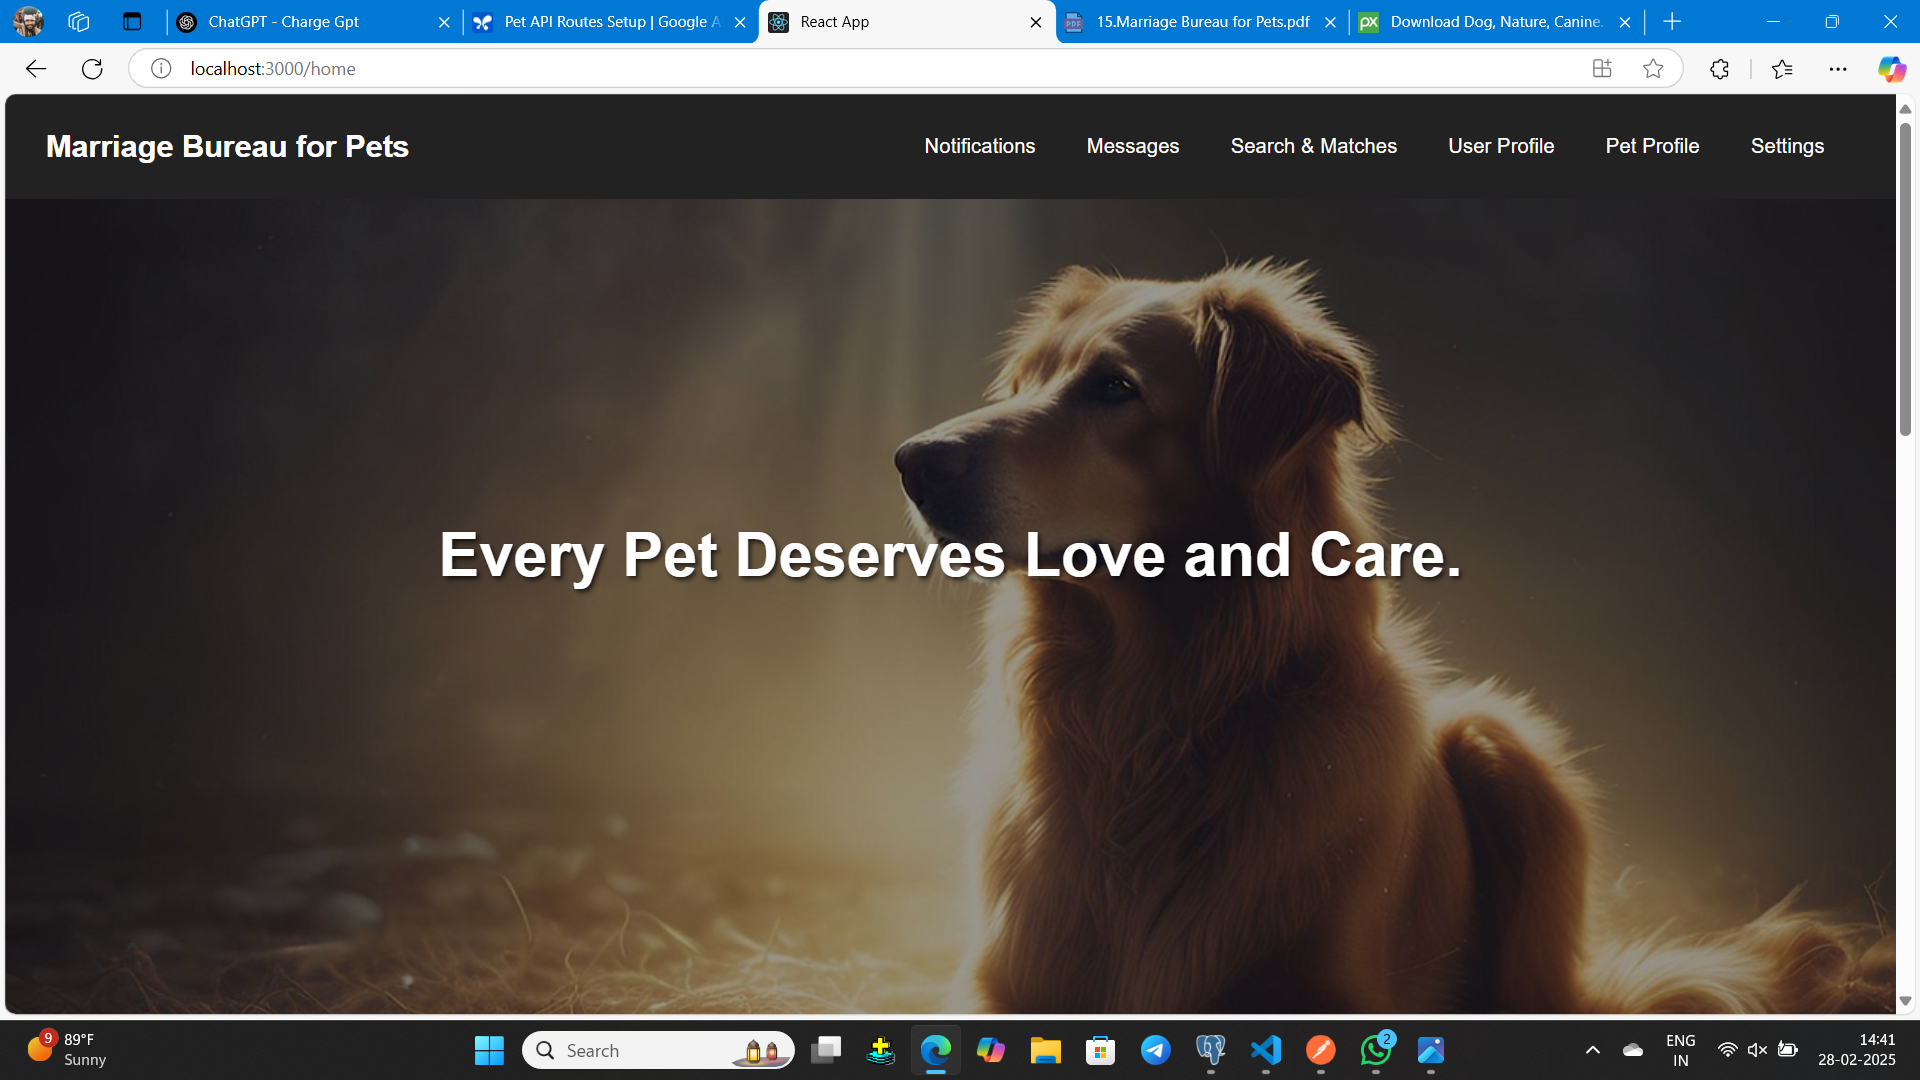 ChatGPT - Charge Gpt
Pet API Routes Setup | Google A
React App
15.Marriage Bureau for Pets.pdf
Download Dog, Nature, Canine.
localhost:3000/home
Marriage Bureau for Pets
Notifications
Messages
Search & Matches
User Profile
Pet Profile
Settings
Every Pet Deserves Love and Care.
9
89°F
Sunny
Search
2
ENG
IN
14:41
28-02-2025